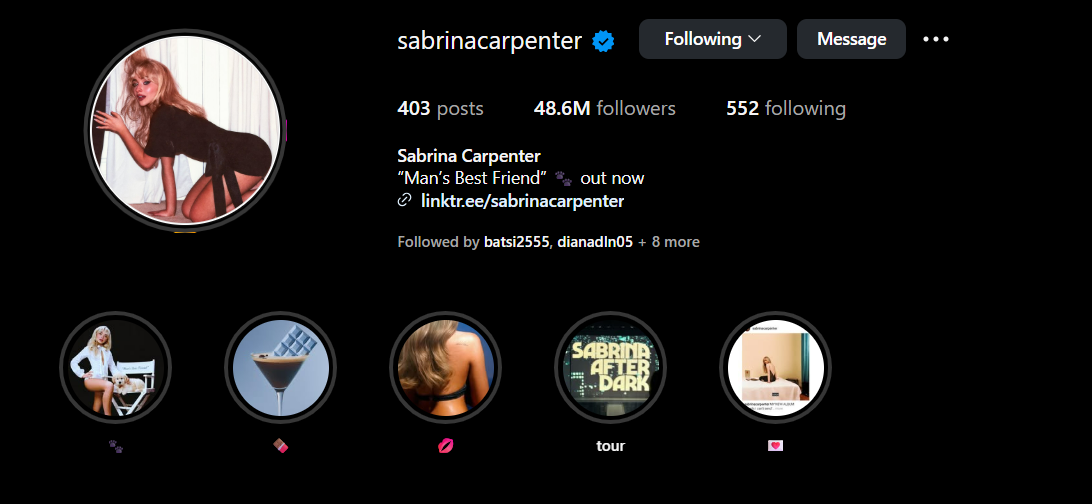 sabrinacarpenter
Following
Message
403 posts
48.6M followers
552 following
Sabrina Carpenter
“Man’s Best Friend” 🐾 out now
linktr.ee/sabrinacarpenter
Followed by batsi2555, dianadln05 + 8 more
SABRINA
AFTER
DARK
sabrinacarpenter
🐾
🍫
💋
tour
💌